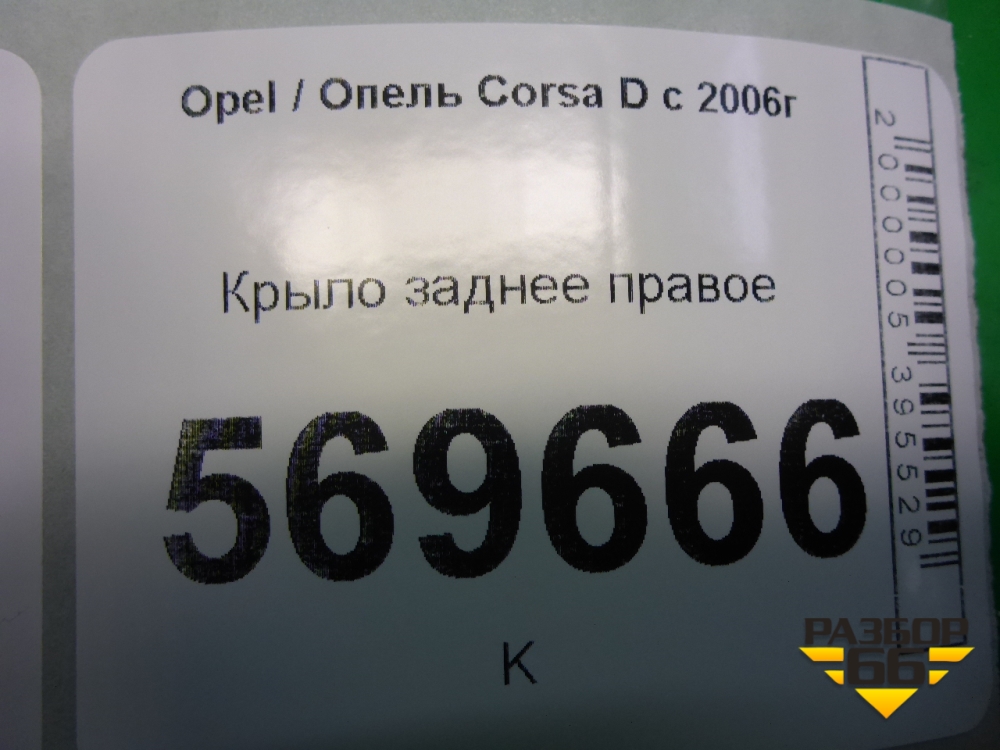 Opel / Опель Corsa D с 2006г
Крыло заднее правое
569666
К
2000005395529
РАЗБОР
66